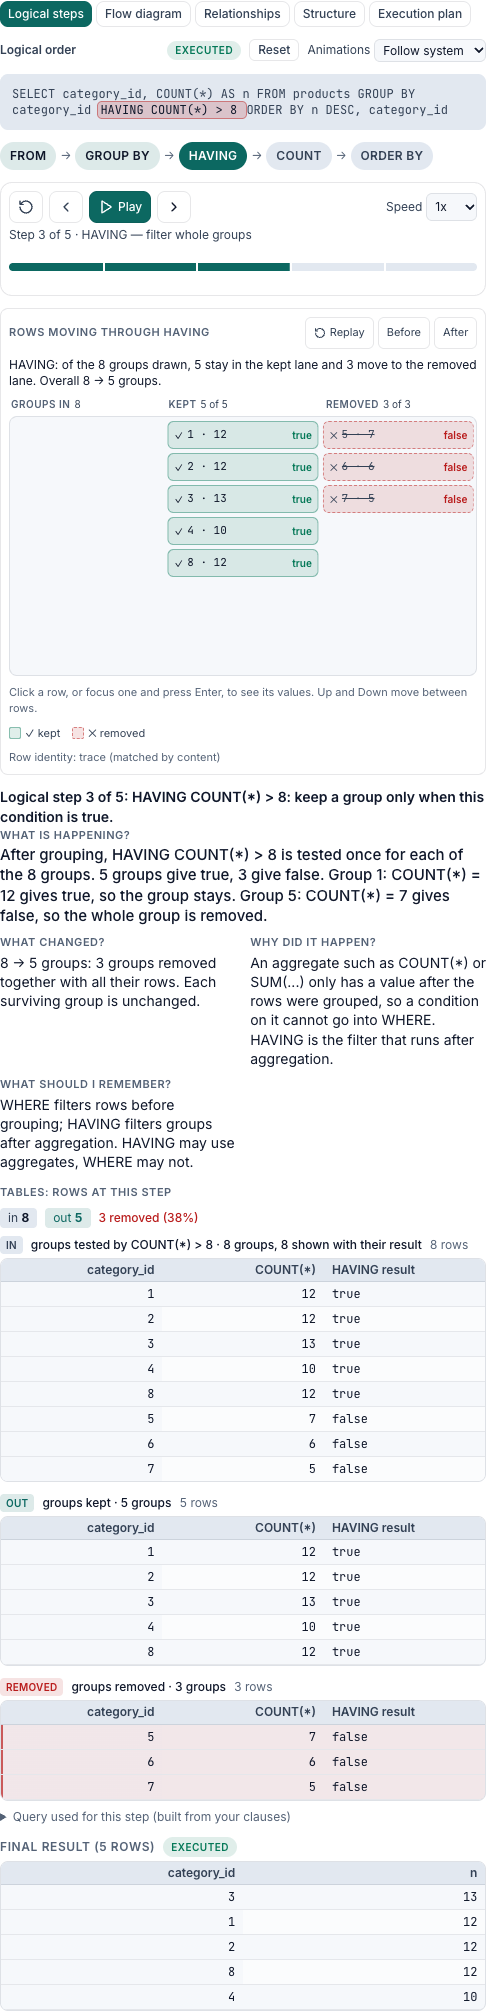 Logical steps Flow diagram Relationships Structure Execution plan
Logical order EXECUTED Reset Animations Follow system
SELECT category_id, COUNT(*) AS n FROM products GROUP BY
category_id HAVING COUNT(*) > 8 ORDER BY n DESC, category_id
FROM → GROUP BY → HAVING → COUNT → ORDER BY
Play Speed 1x
Step 3 of 5 · HAVING — filter whole groups
ROWS MOVING THROUGH HAVING Replay Before After
HAVING: of the 8 groups drawn, 5 stay in the kept lane and 3 move to the removed
lane. Overall 8 → 5 groups.
GROUPS IN 8 KEPT 5 of 5 REMOVED 3 of 3
✓ 1 · 12 true × 5 · 7 false
✓ 2 · 12 true × 6 · 6 false
✓ 3 · 13 true × 7 · 5 false
✓ 4 · 10 true
✓ 8 · 12 true
Click a row, or focus one and press Enter, to see its values. Up and Down move between
rows.
✓ kept × removed
Row identity: trace (matched by content)
Logical step 3 of 5: HAVING COUNT(*) > 8: keep a group only when this
condition is true.
WHAT IS HAPPENING?
After grouping, HAVING COUNT(*) > 8 is tested once for each of
the 8 groups. 5 groups give true, 3 give false. Group 1: COUNT(*) =
12 gives true, so the group stays. Group 5: COUNT(*) = 7 gives
false, so the whole group is removed.
WHAT CHANGED?
8 → 5 groups: 3 groups removed
together with all their rows. Each
surviving group is unchanged.
WHY DID IT HAPPEN?
An aggregate such as COUNT(*) or
SUM(...) only has a value after the
rows were grouped, so a condition
on it cannot go into WHERE.
HAVING is the filter that runs after
aggregation.
WHAT SHOULD I REMEMBER?
WHERE filters rows before
grouping; HAVING filters groups
after aggregation. HAVING may use
aggregates, WHERE may not.
TABLES: ROWS AT THIS STEP
in 8 out 5 3 removed (38%)
IN groups tested by COUNT(*) > 8 · 8 groups, 8 shown with their result 8 rows
category_id COUNT(*) HAVING result
1 12 true
2 12 true
3 13 true
4 10 true
8 12 true
5 7 false
6 6 false
7 5 false
OUT groups kept · 5 groups 5 rows
category_id COUNT(*) HAVING result
1 12 true
2 12 true
3 13 true
4 10 true
8 12 true
REMOVED groups removed · 3 groups 3 rows
category_id COUNT(*) HAVING result
5 7 false
6 6 false
7 5 false
Query used for this step (built from your clauses)
FINAL RESULT (5 ROWS) EXECUTED
category_id n
3 13
1 12
2 12
8 12
4 10